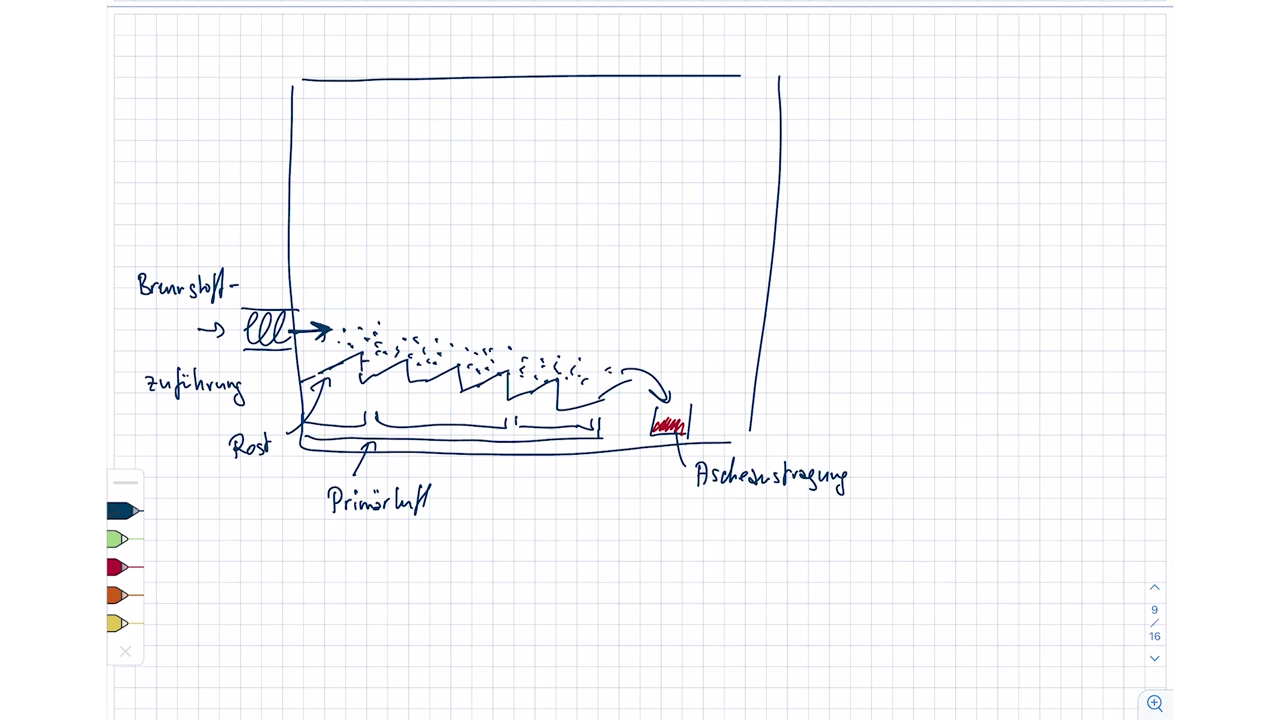 Brennstoff-
zuführung
Rost
Primärluft
Ascheaustragung
9
/
16